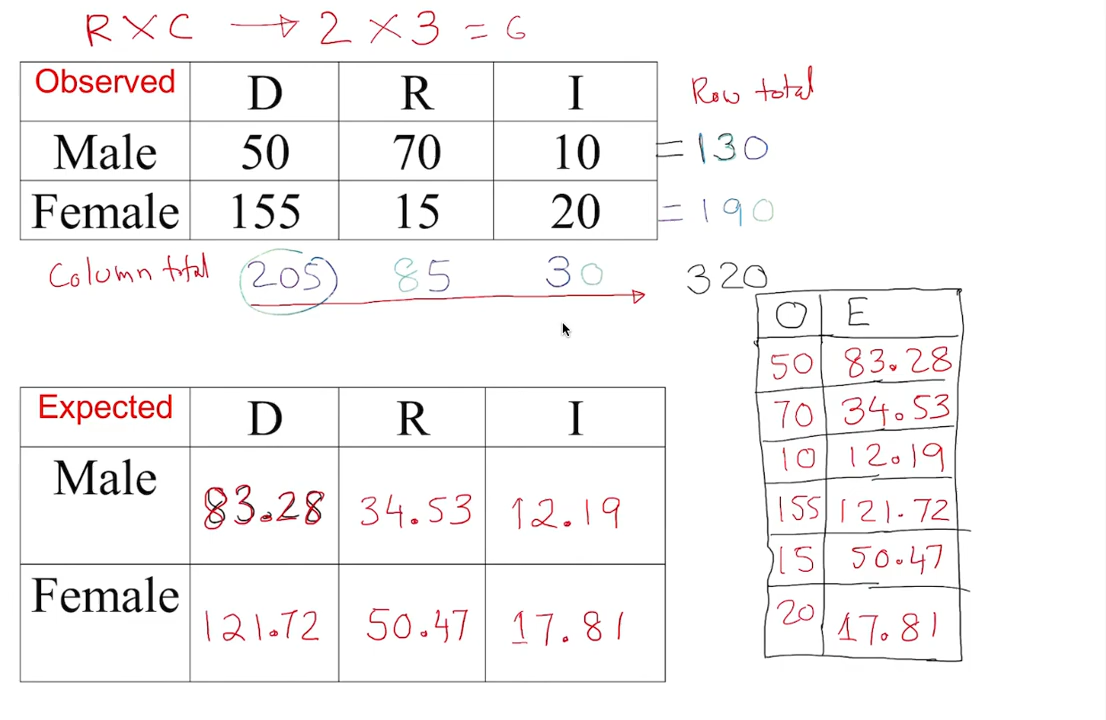 R X C → 2 X 3 = 6
Observed D R I Row total
Male 50 70 10 = 130
Female 155 15 20 = 190
Column total 205 85 30 320
O E
50 83.28
70 34.53
10 12.19
155 121.72
15 50.47
20 17.81
Expected D R I
Male 83.28 34.53 12.19
Female 121.72 50.47 17.81